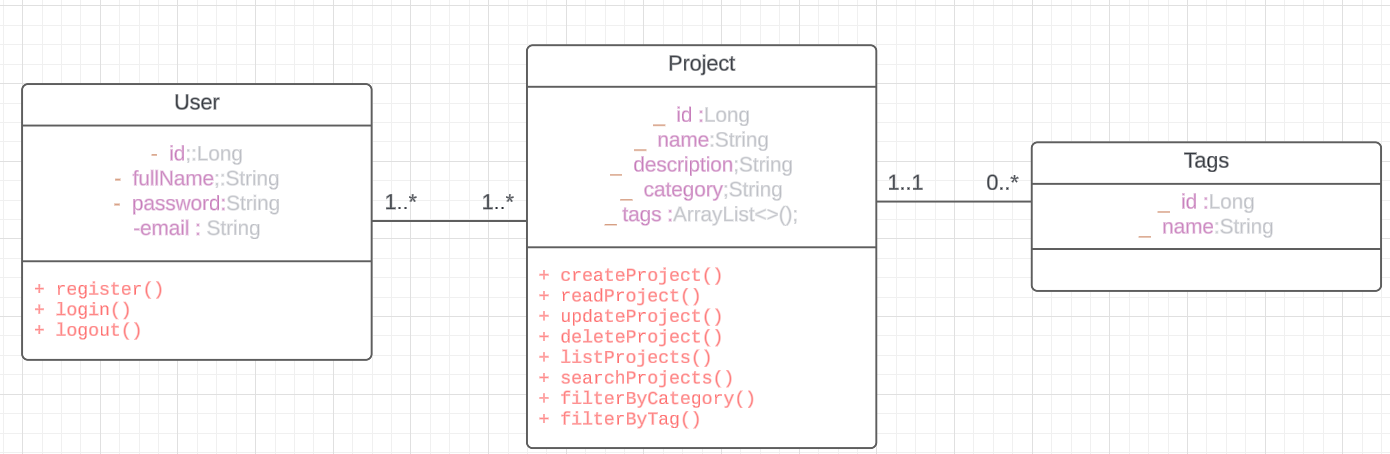 User
- id;:Long
- fullName;:String
- password:String
-email : String
+ register()
+ login()
+ logout()
1..*
1..*
Project
_ id :Long
_ name:String
_ description;String
_ category;String
_ tags :ArrayList<>();
+ createProject()
+ readProject()
+ updateProject()
+ deleteProject()
+ listProjects()
+ searchProjects()
+ filterByCategory()
+ filterByTag()
1..1
0..*
Tags
_ id :Long
_ name:String